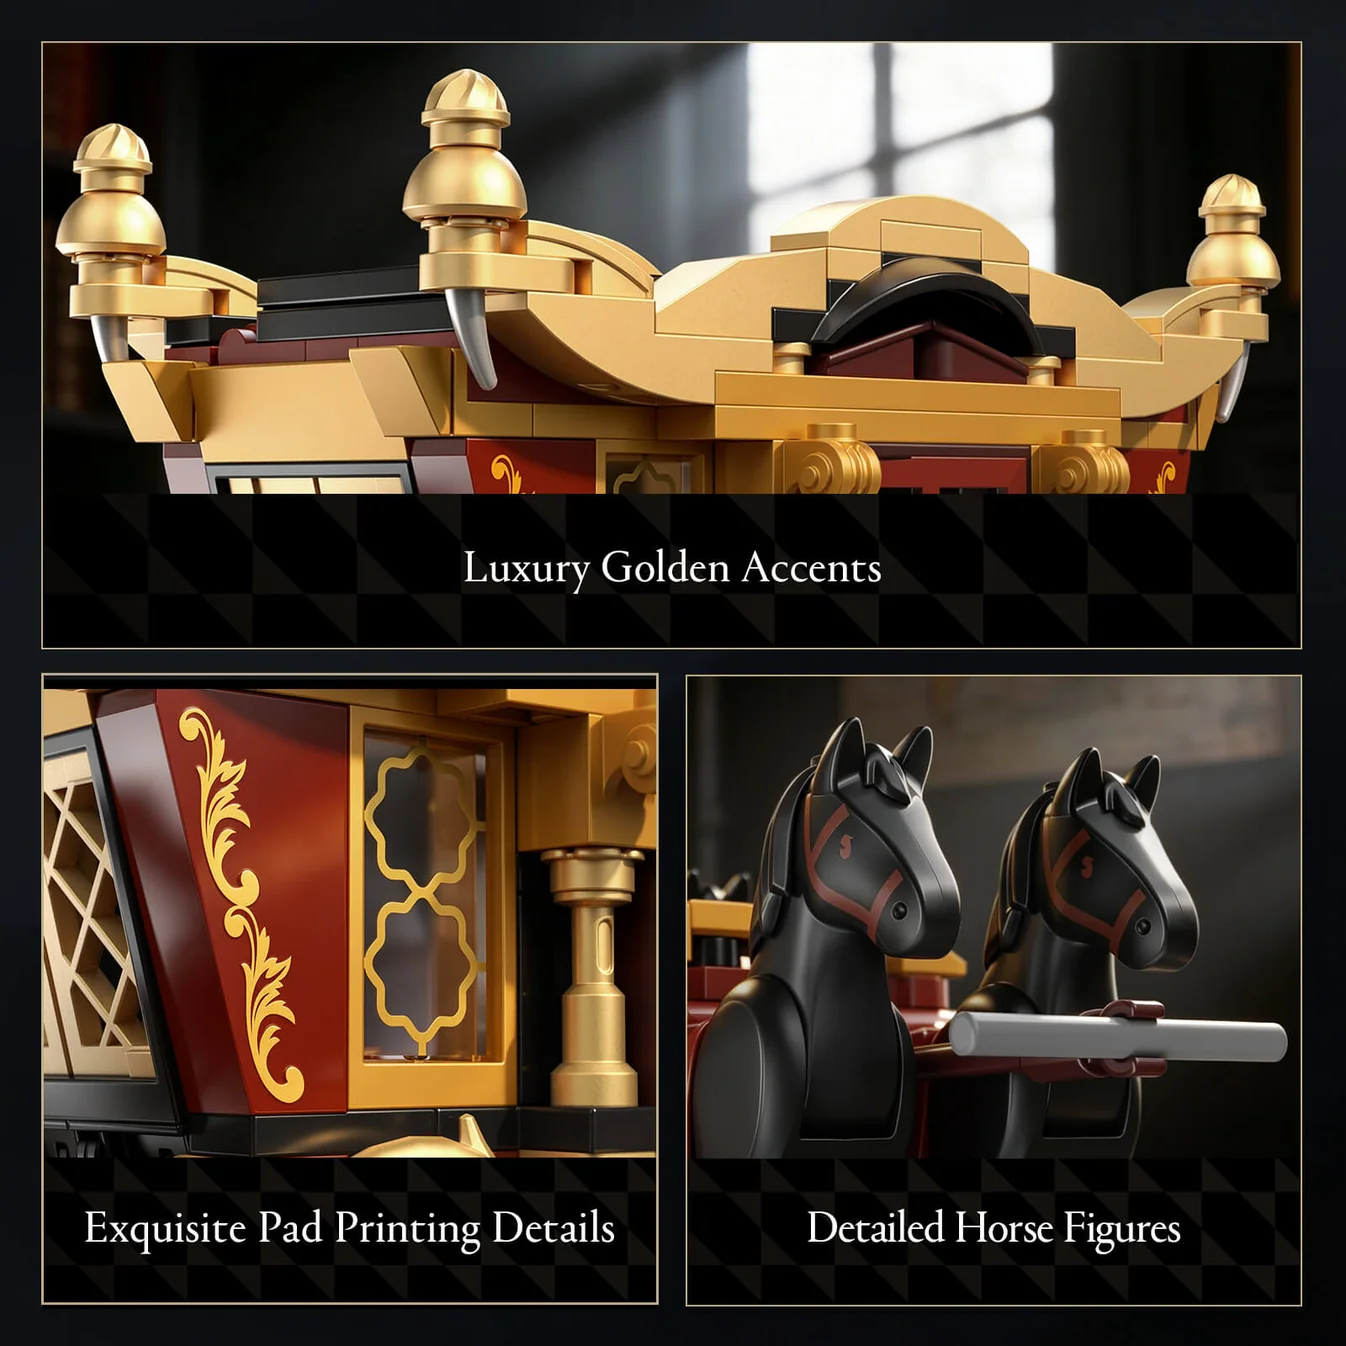 Luxury Golden Accents
Exquisite Pad Printing Details
Detailed Horse Figures